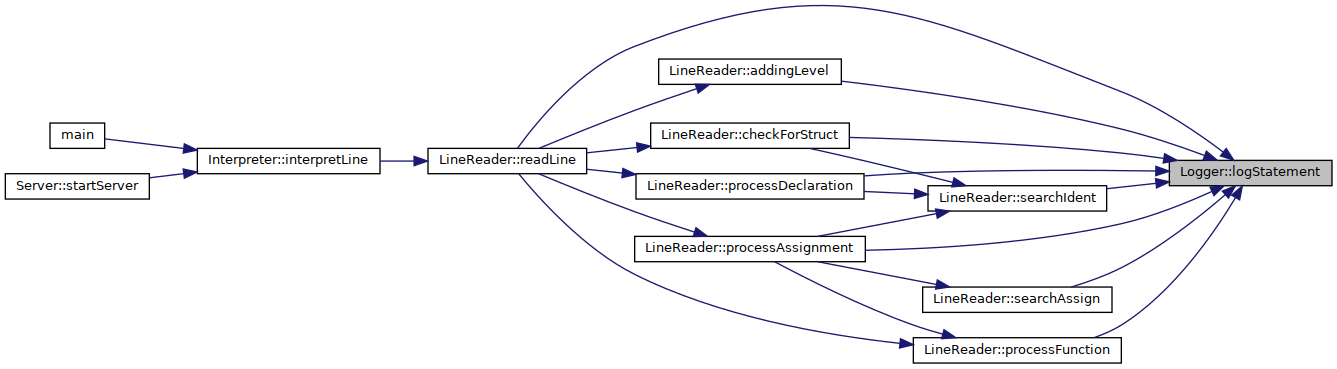 main
Server::startServer
Interpreter::interpretLine
LineReader::readLine
LineReader::addingLevel
LineReader::checkForStruct
LineReader::processDeclaration
LineReader::processAssignment
LineReader::searchIdent
LineReader::searchAssign
LineReader::processFunction
Logger::logStatement